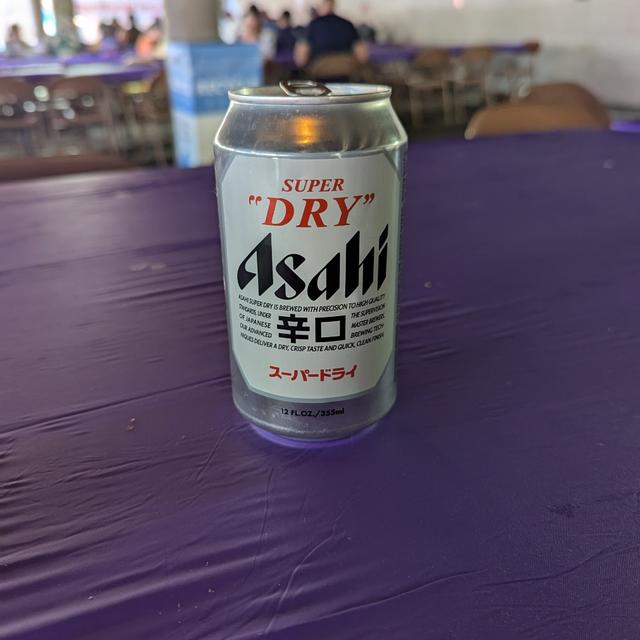 SUPER
"DRY"
Asahi
ASAHI SUPER DRY IS BREWED WITH PRECISION TO HIGH QUALITY
STANDARDS, UNDER THE SUPERVISION
OF JAPANESE MASTER BREWERS.
OUR ADVANCED BREWING TECH-
NIQUES DELIVER A DRY, CRISP TASTE AND QUICK, CLEAN FINISH.
辛口
スーパードライ
12 FL.OZ./355ml